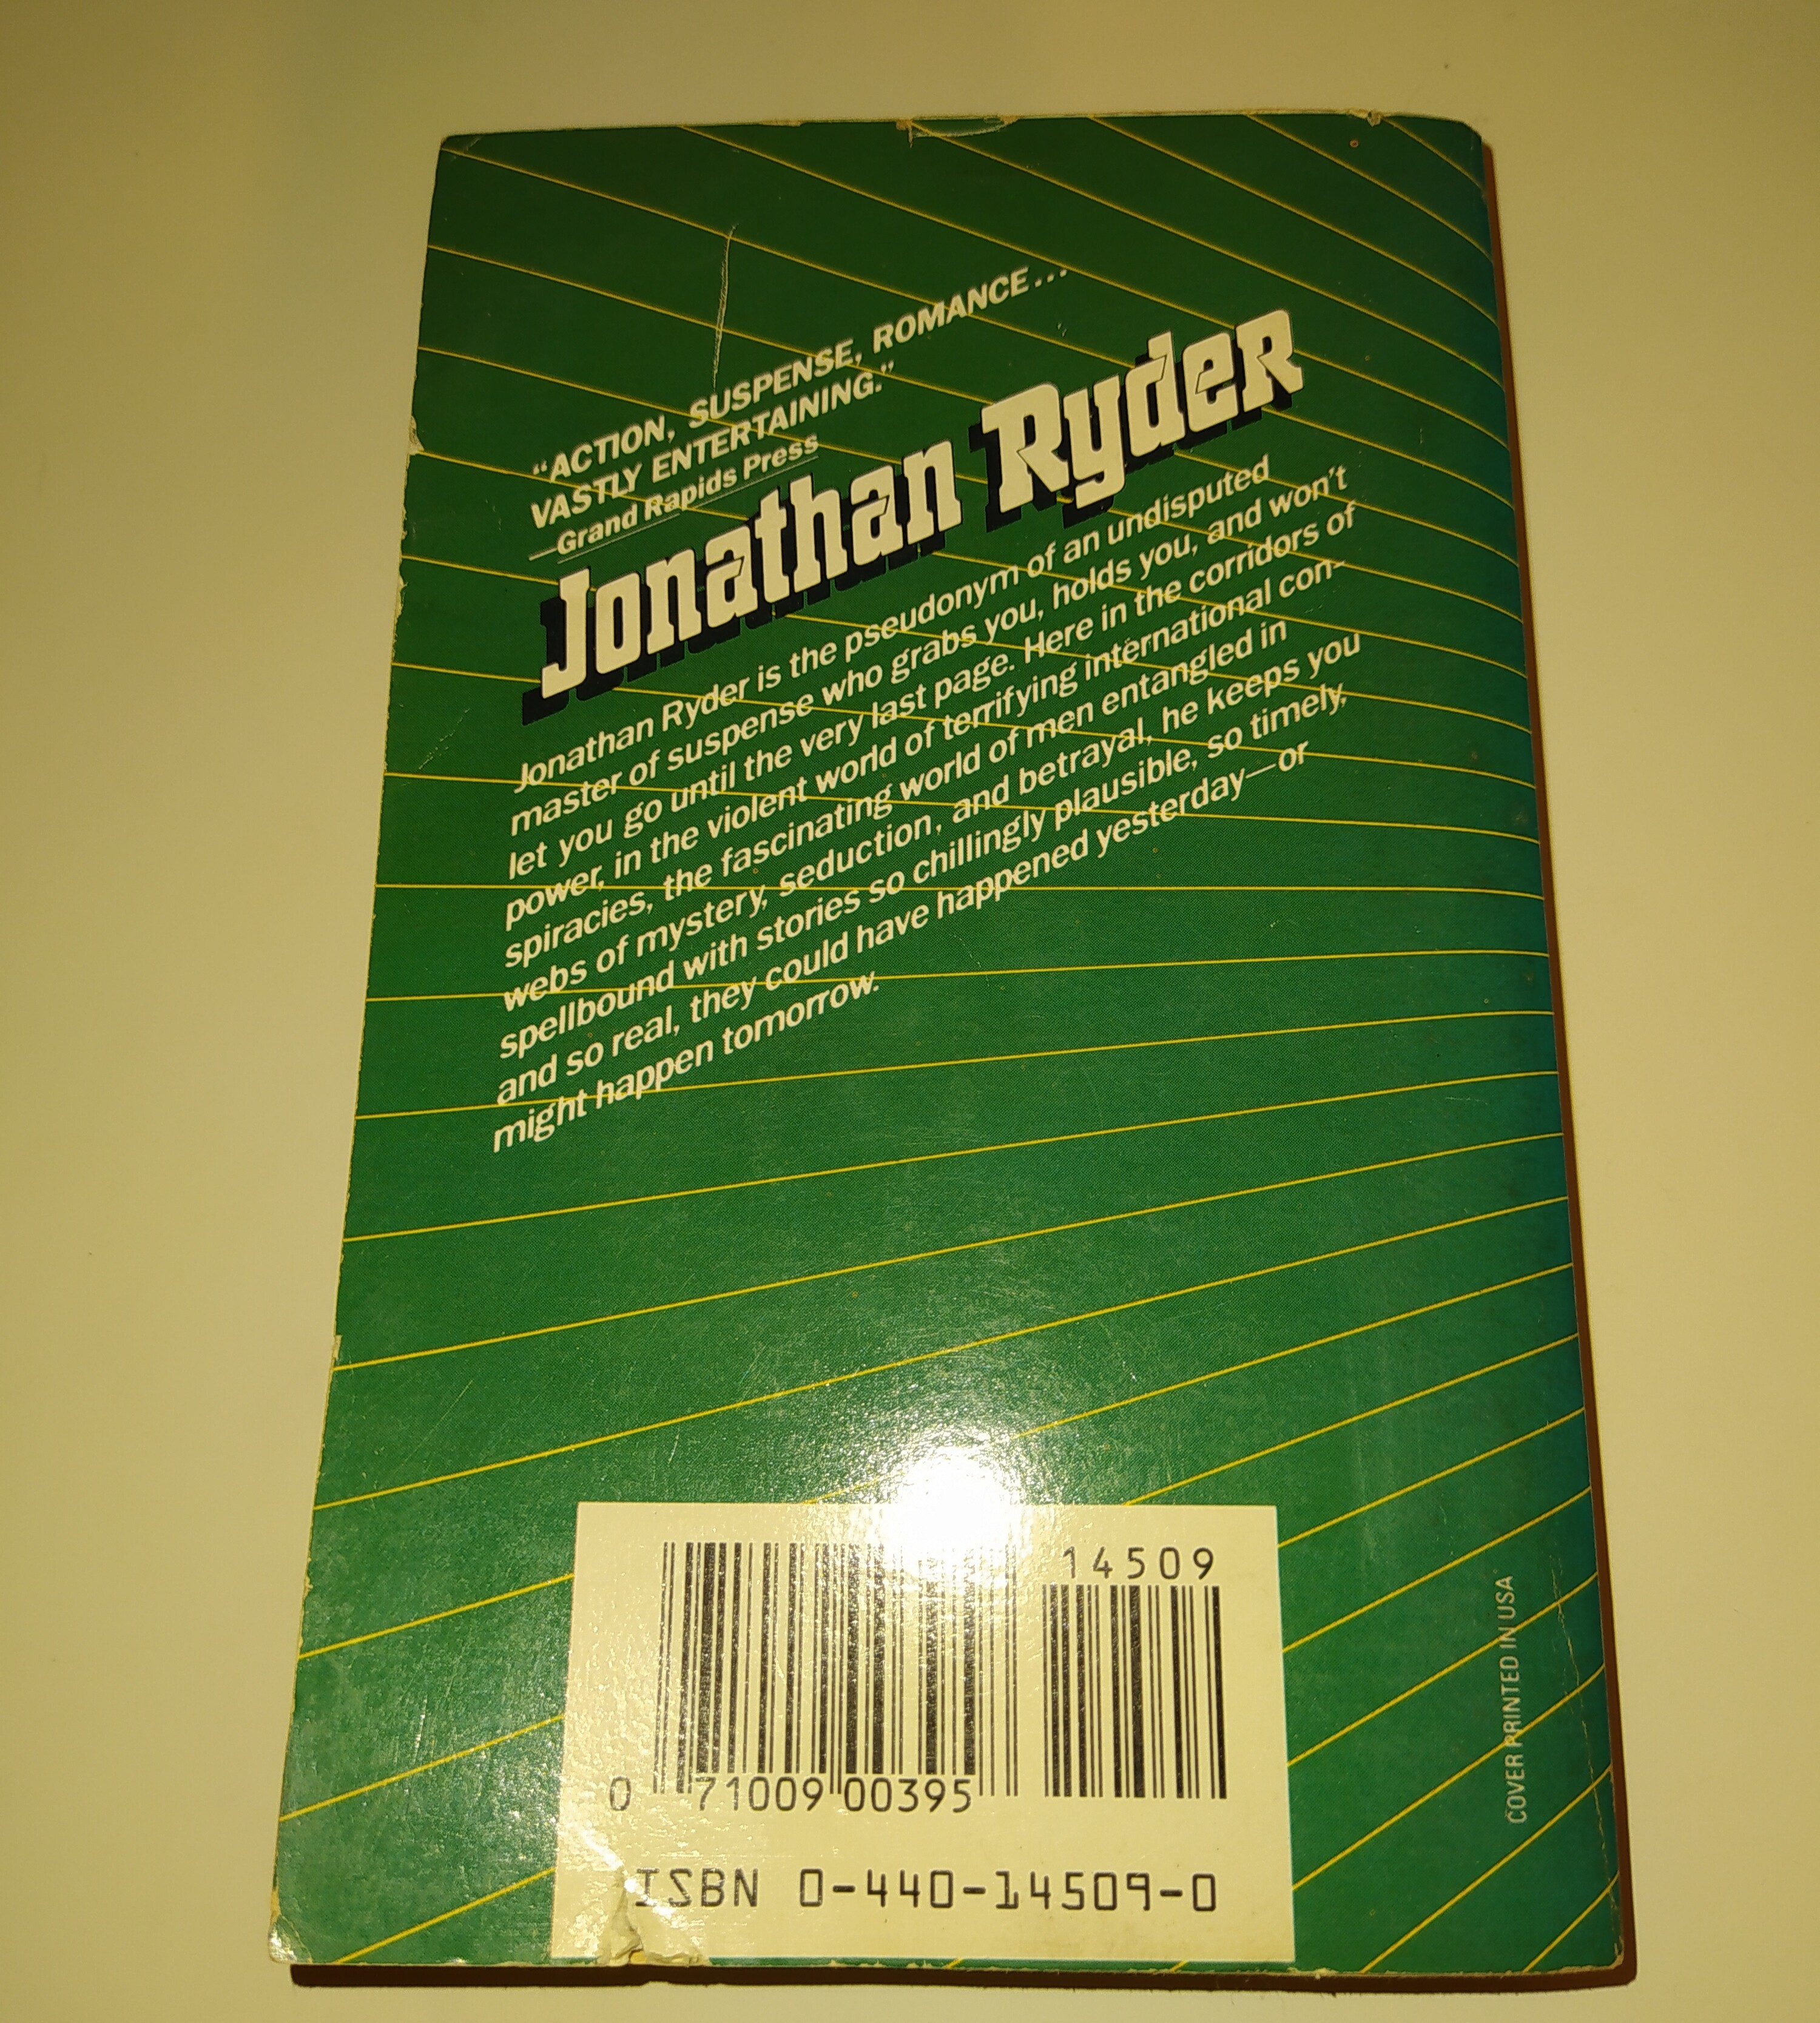 “ACTION, SUSPENSE, ROMANCE...
VASTLY ENTERTAINING.”
—Grand Rapids Press
Jonathan Ryder
Jonathan Ryder is the pseudonym of an undisputed
master of suspense who grabs you, holds you, and won't
let you go until the very last page. Here in the corridors of
power, in the violent world of terrifying international con-
spiracies, the fascinating world of men entangled in
webs of mystery, seduction, and betrayal, he keeps you
spellbound with stories so chillingly plausible, so timely,
and so real, they could have happened yesterday—or
might happen tomorrow.
14509
0 71009 00395
ISBN 0-440-14509-0
COVER PRINTED IN USA